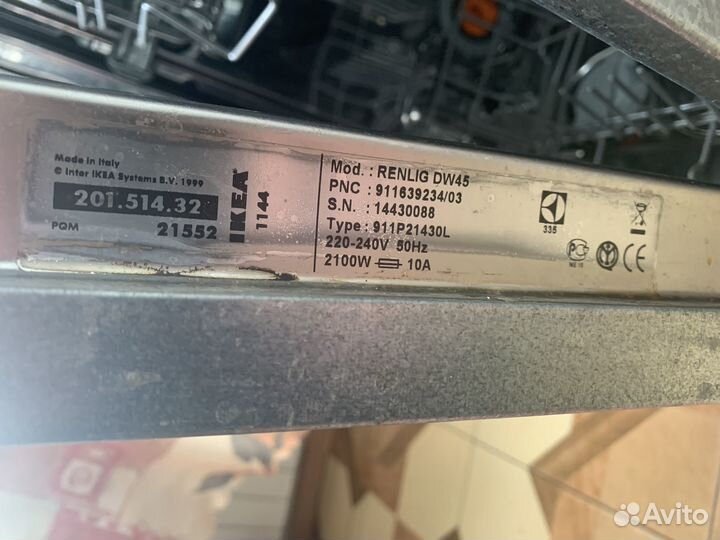 Made in Italy
© Inter IKEA Systems B.V. 1999
201.514.32
PQM 21552
IKEA
1144
Mod. : RENLIG DW45
PNC : 911639234/03
S.N. : 14430088
Type : 911P21430L
220-240V 50Hz
2100W 10A
335
CE
Avito